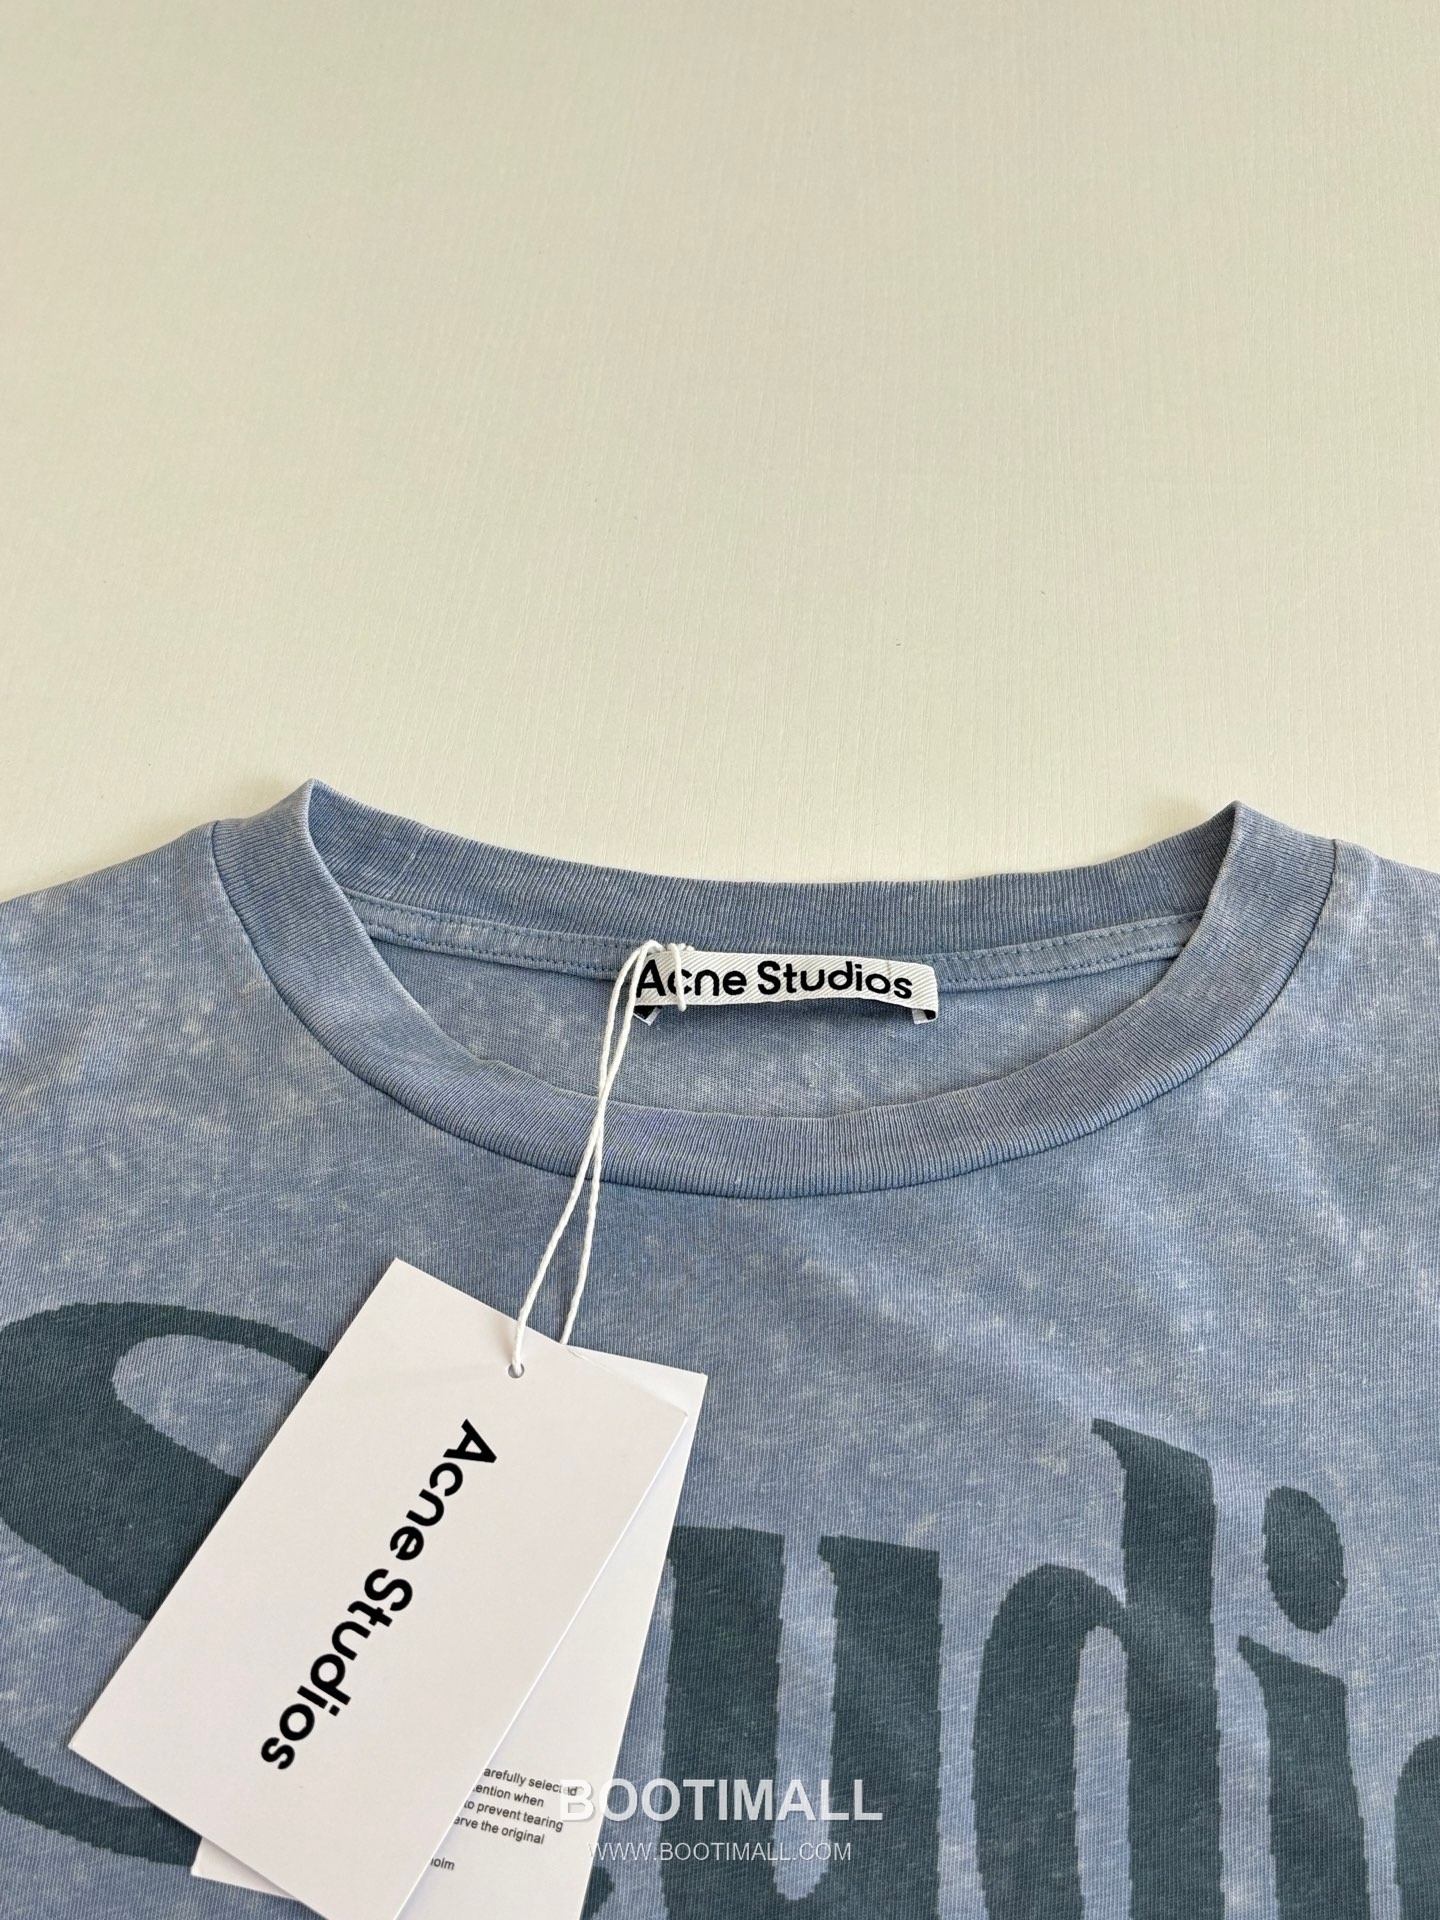 Acne Studios
Acne Studios
Studi
arefully selected
ention when
to prevent tearing
erve the original
olm
BOOTIMALL
WWW.BOOTIMALL.COM